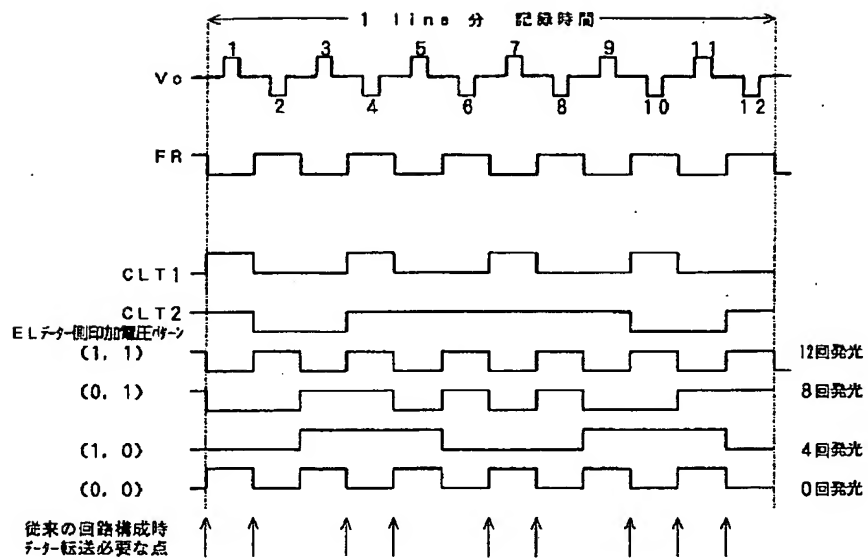 1 line 分 記録時間
1 3 5 7 9 11
Vo
2 4 6 8 10 12
FR
CLT1
CLT2
ELデーター側印加電圧パターン
(1, 1) 12回発光
(0, 1) 8回発光
(1, 0) 4回発光
(0, 0) 0回発光
従来の回路構成時
データー転送必要な点